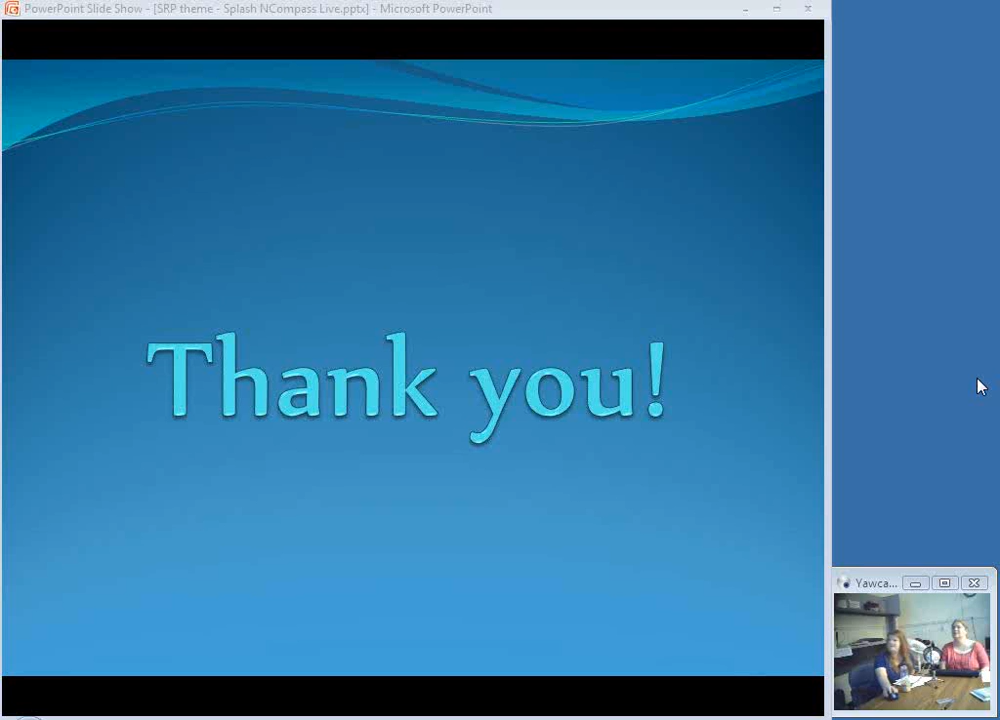 PowerPoint Slide Show - [SRP theme - Splash NCompass Live.pptx] - Microsoft PowerPoint
Thank you!
Yawca...